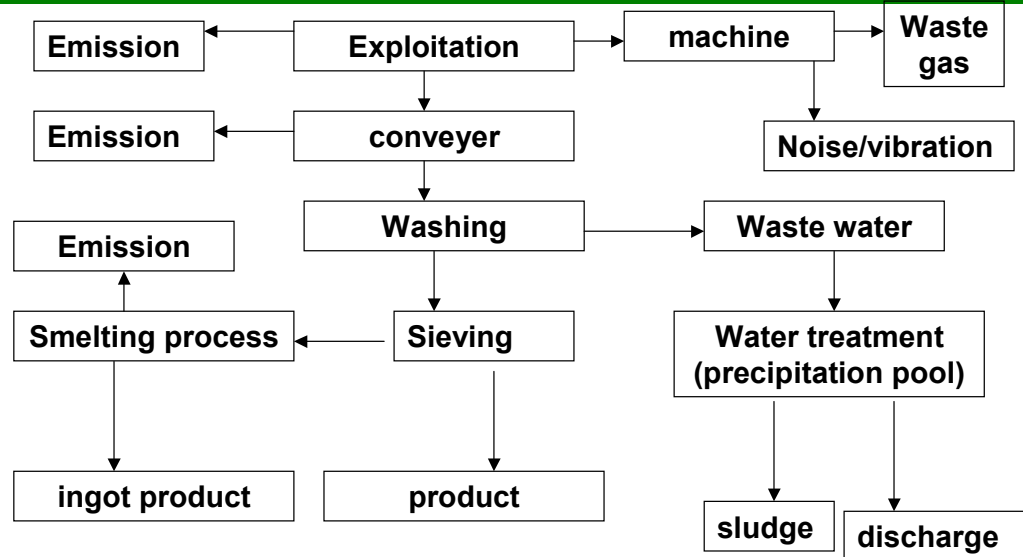 Emission
Exploitation
machine
Waste
gas
Emission
conveyer
Noise/vibration
Washing
Waste water
Emission
Smelting process
Sieving
Water treatment
(precipitation pool)
ingot product
product
sludge
discharge